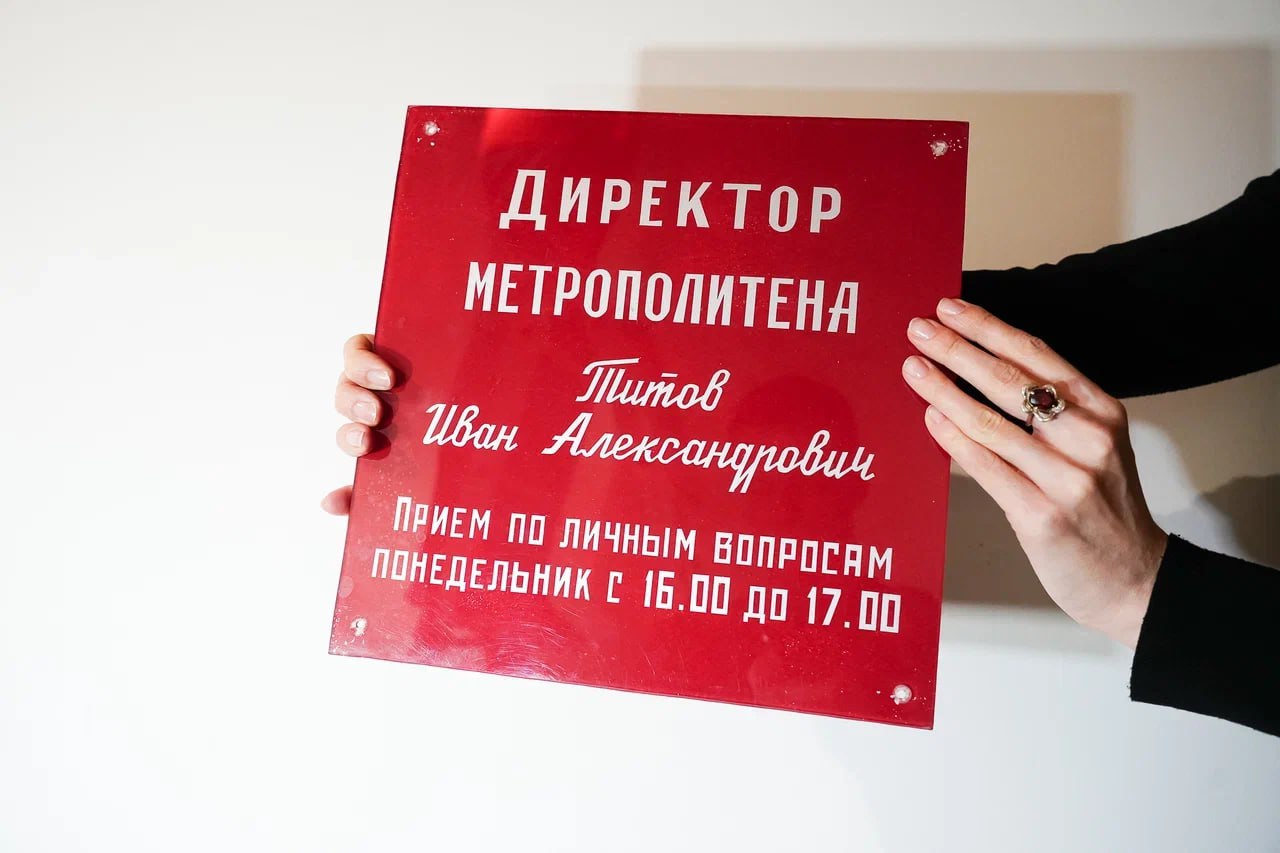 ДИРЕКТОР
МЕТРОПОЛИТЕНА
Титов
Иван Александрович
ПРИЕМ ПО ЛИЧНЫМ ВОПРОСАМ
ПОНЕДЕЛЬНИК С 16.00 ДО 17.00